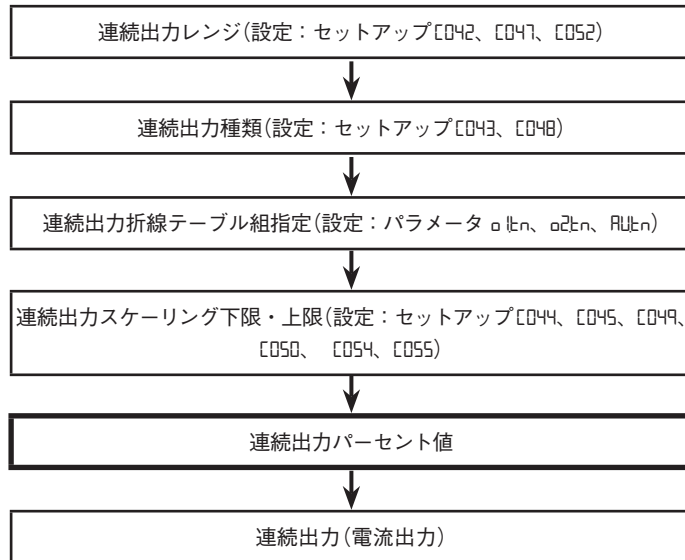 連続出力レンジ(設定：セットアップC042、C047、C052)
連続出力種類(設定：セットアップC043、C048)
連続出力折線テーブル組指定(設定：パラメータ o1tn、o2tn、AUtn)
連続出力スケーリング下限・上限(設定：セットアップC044、C045、C049、
C050、 C054、C055)
連続出力パーセント値
連続出力(電流出力)